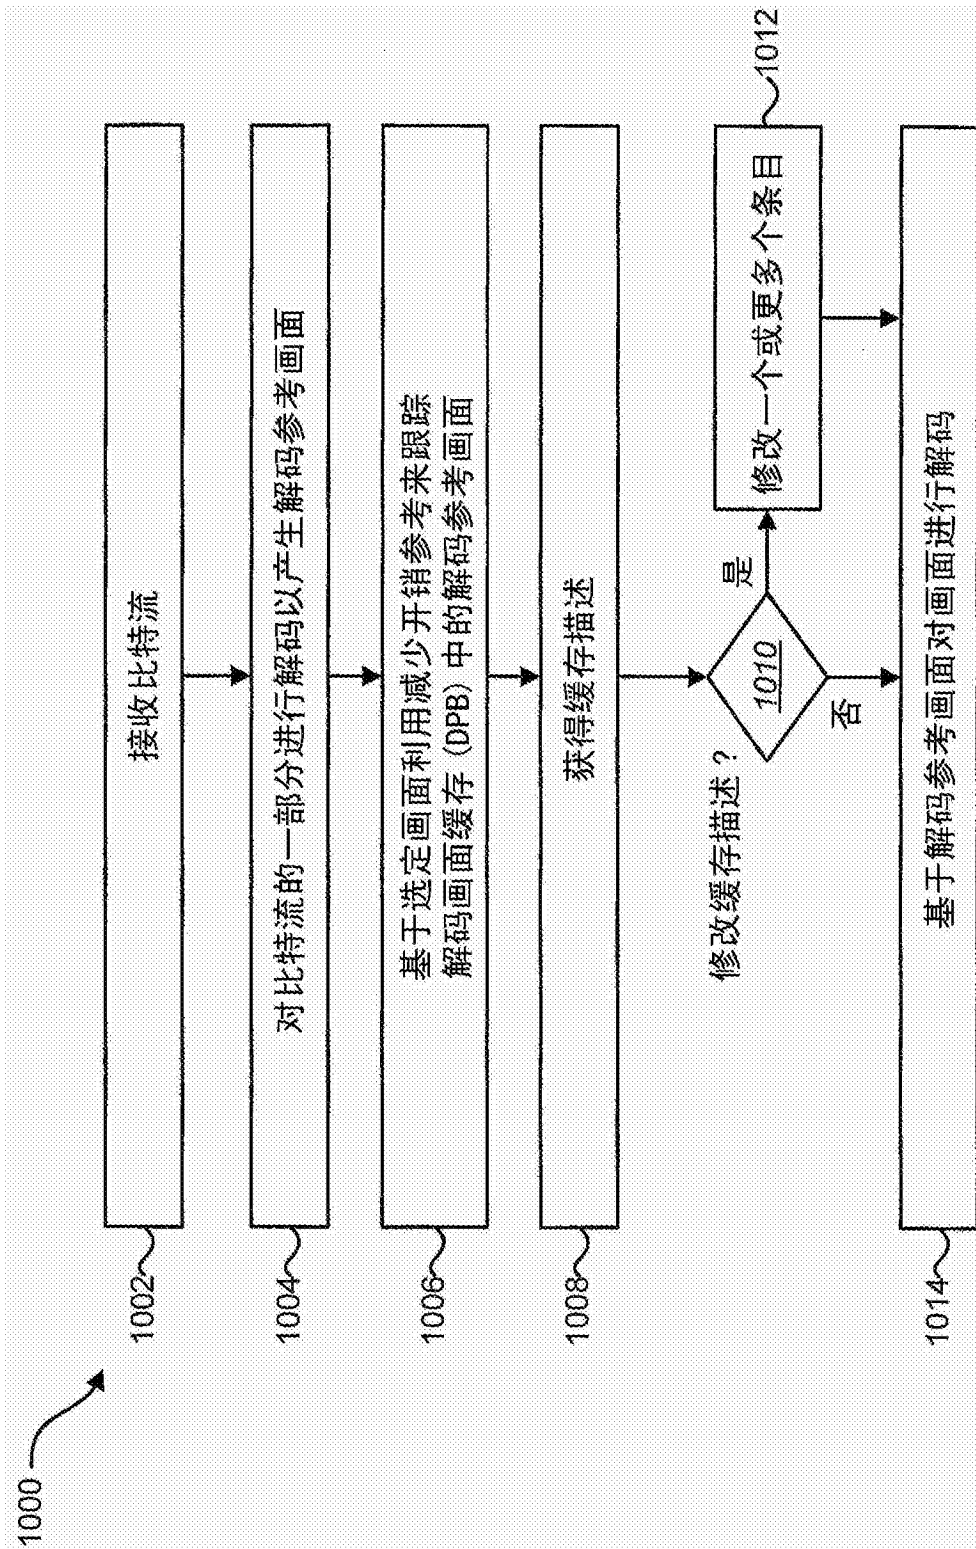 1000
1002
接收比特流
1004
对比特流的一部分进行解码以产生解码参考画面
1006
基于选定画面利用减少开销参考来跟踪
解码画面缓存 (DPB) 中的解码参考画面
1008
获得缓存描述
修改缓存描述？
1010
是
否
修改一个或更多个条目
1012
1014
基于解码参考画面对画面进行解码